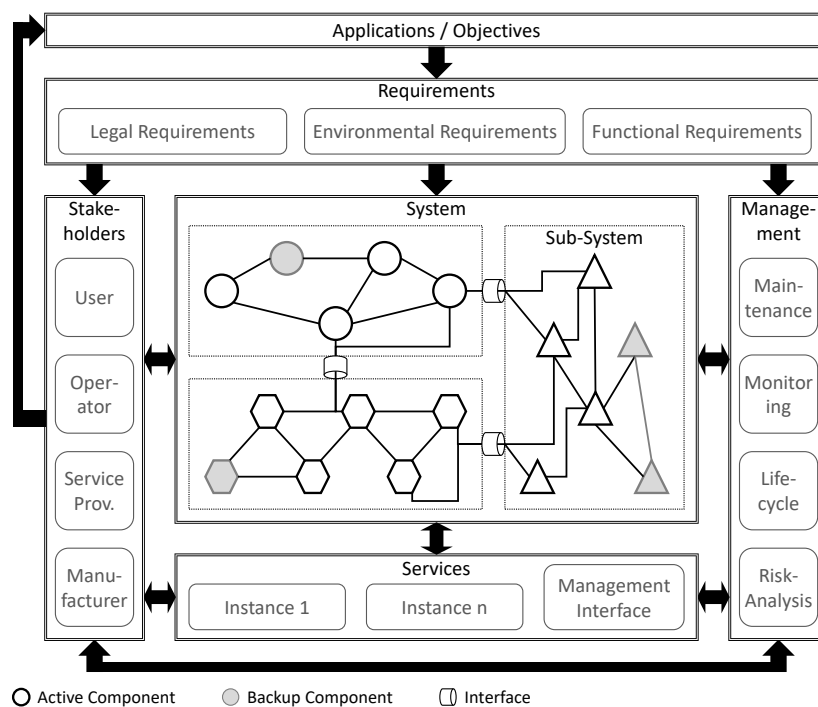 Applications / Objectives
Requirements
Legal Requirements
Environmental Requirements
Functional Requirements
Stake-
holders
User
Oper-
ator
Service
Prov.
Manu-
facturer
System
Sub-System
Manage-
ment
Main-
tenance
Monitor
ing
Life-
cycle
Risk-
Analysis
Services
Instance 1
Instance n
Management
Interface
Active Component
Backup Component
Interface